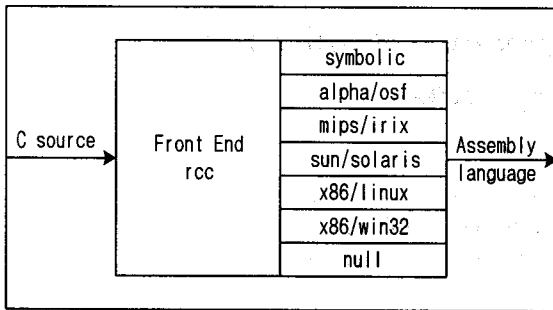 C source
Front End
rcc
symbolic
alpha/osf
mips/irix
sun/solaris
x86/linux
x86/win32
null
Assembly
language